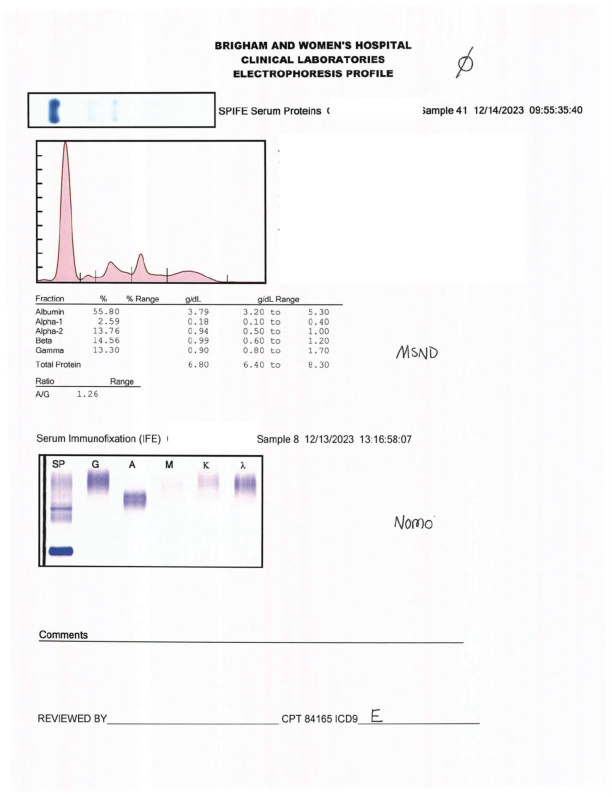 BRIGHAM AND WOMEN'S HOSPITAL
CLINICAL LABORATORIES
ELECTROPHORESIS PROFILE
Ø
SPIFE Serum Proteins ( Sample 41 12/14/2023 09:55:35:40
Fraction % % Range g/dL g/dL Range
Albumin 55.80 3.79 3.20 to 5.30
Alpha-1 2.59 0.18 0.10 to 0.40
Alpha-2 13.76 0.94 0.50 to 1.00
Beta 14.56 0.99 0.60 to 1.20
Gamma 13.30 0.90 0.80 to 1.70
MSND
Total Protein 6.80 6.40 to 8.30
Ratio Range
A/G 1.26
Serum Immunofixation (IFE) Sample 8 12/13/2023 13:16:58:07
SP G A M K λ
Nomo
Comments
REVIEWED BY CPT 84165 ICD9 E